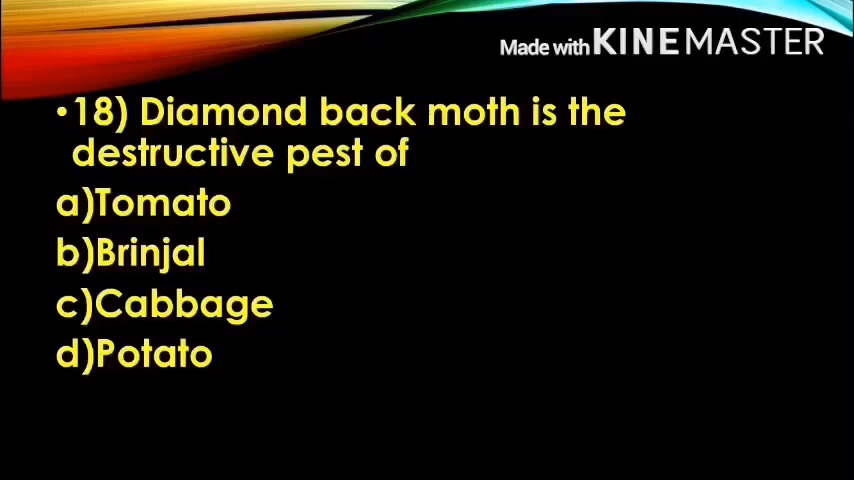 Made with KINEMASTER
•18) Diamond back moth is the
destructive pest of
a)Tomato
b)Brinjal
c)Cabbage
d)Potato